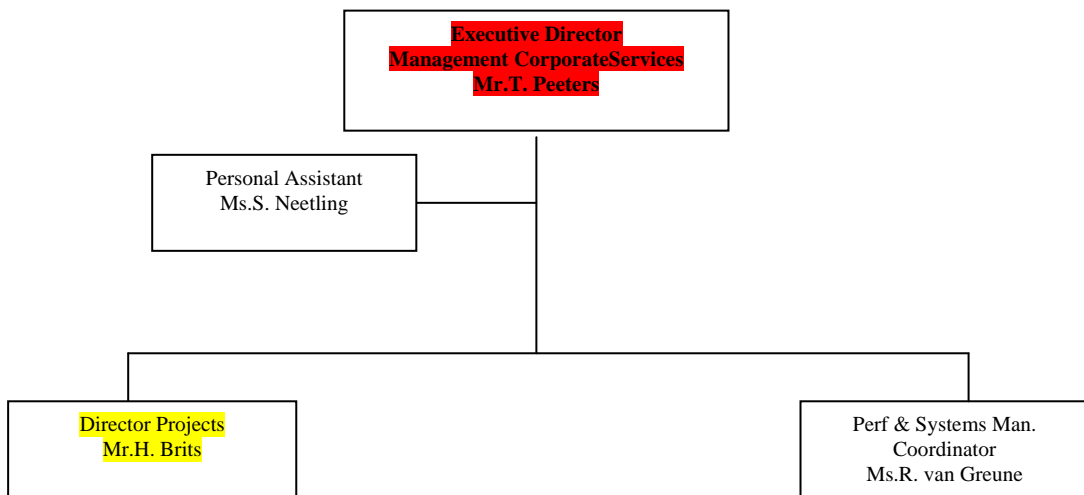 Executive Director
Management CorporateServices
Mr.T. Peeters
Personal Assistant
Ms.S. Neetling
Director Projects
Mr.H. Brits
Perf & Systems Man.
Coordinator
Ms.R. van Greune